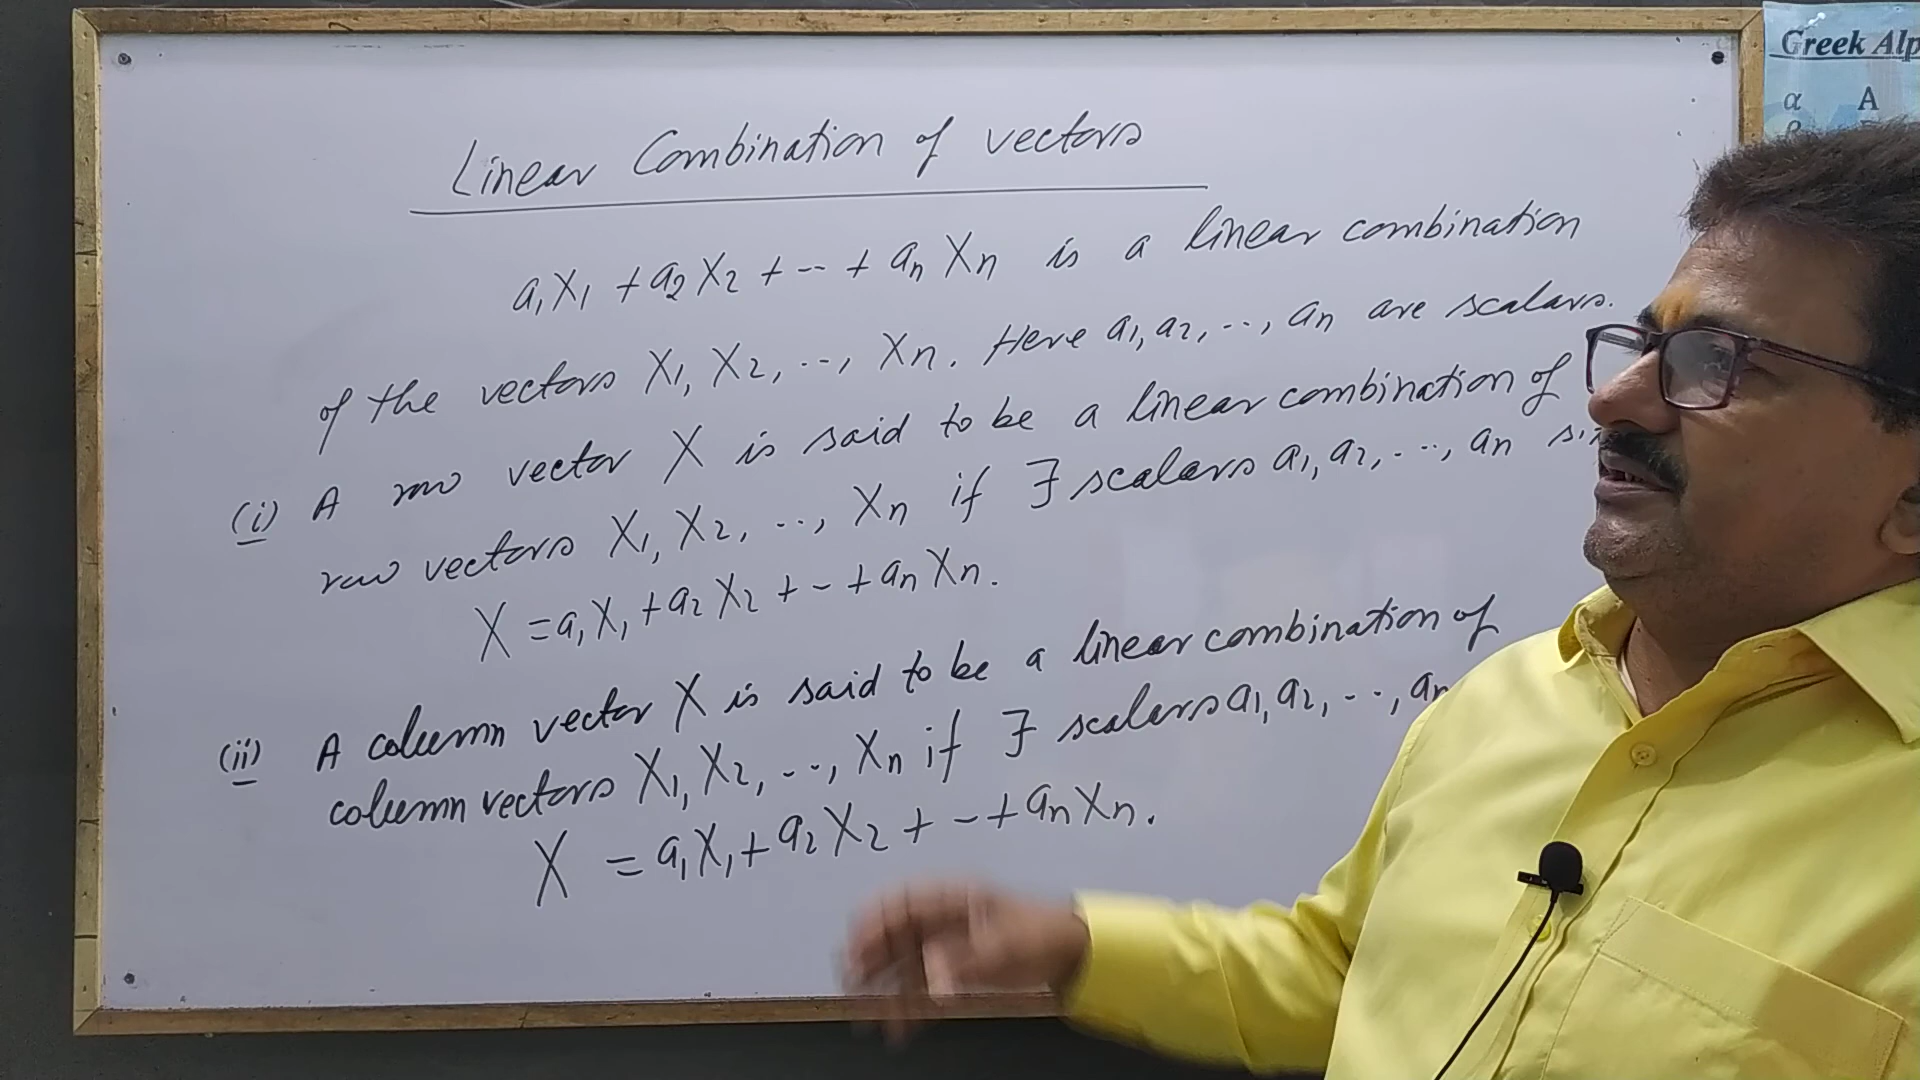 Linear Combination of vectors
a₁X₁ + a₂X₂ + -- + aₙXₙ is a linear combination
of the vectors X₁, X₂, ..., Xₙ. Here a₁, a₂, .., aₙ are scalars.
(i) A row vector X is said to be a linear combination of
row vectors X₁, X₂, ..., Xₙ if ∃ scalars a₁, a₂, ..., aₙ
X = a₁X₁ + a₂X₂ + -- + aₙXₙ.
(ii) A column vector X is said to be a linear combination of
column vectors X₁, X₂, ..., Xₙ if ∃ scalars a₁, a₂, ..., aₙ
X = a₁X₁ + a₂X₂ + -- + aₙXₙ.
Greek Alp
α A